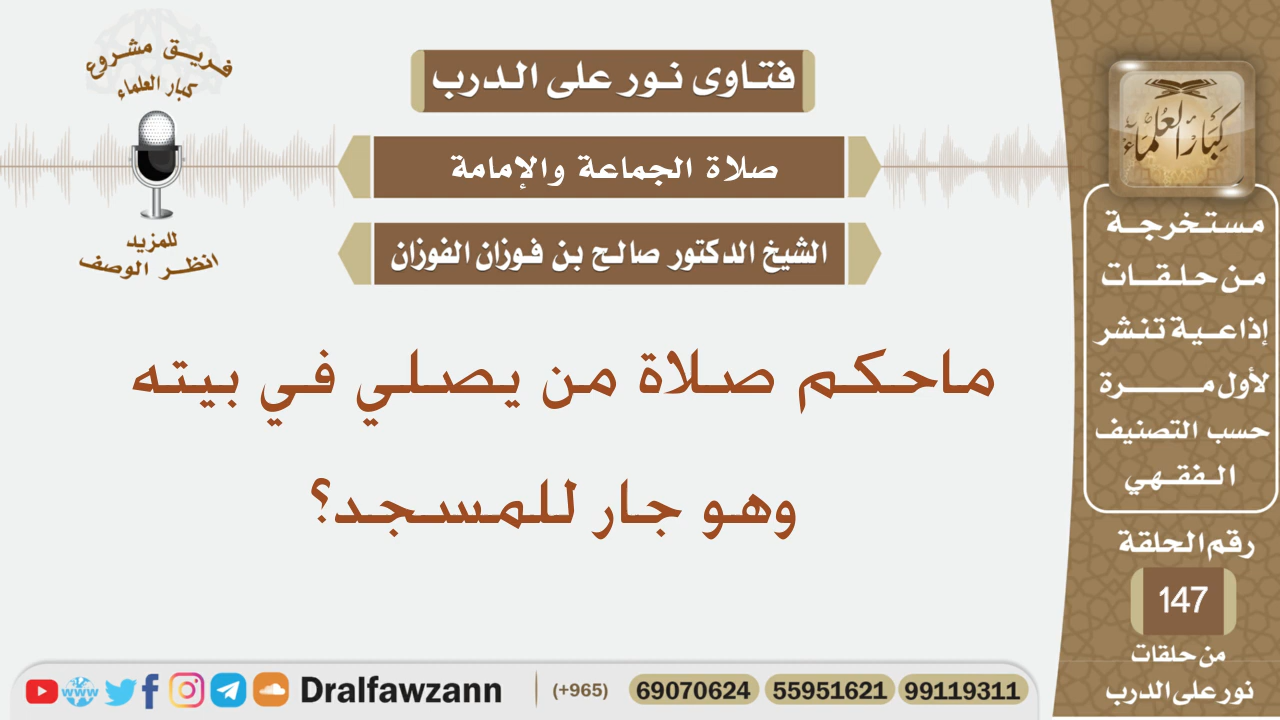 فريق مشروع
كبار العلماء
للمزيد
انظر الوصف
فتاوى نور على الدرب
صلاة الجماعة والإمامة
الشيخ الدكتور صالح بن فوزان الفوزان
ماحكم صلاة من يصلي في بيته
وهو جار للمسجد؟
كبار العلماء
مستخرجة
من حلقات
إذاعية تنشر
لأول مرة
حسب التصنيف
الفقهي
رقم الحلقة
147
من حلقات
نور على الدرب
www Dralfawzann (+965) 69070624 55951621 99119311